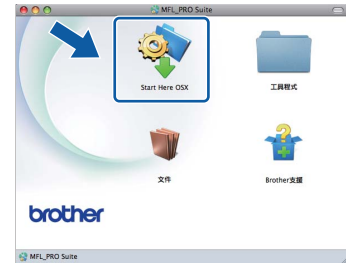 MFL_PRO Suite
Start Here OSX
工具程式
文件
Brother支援
brother
MFL_PRO Suite